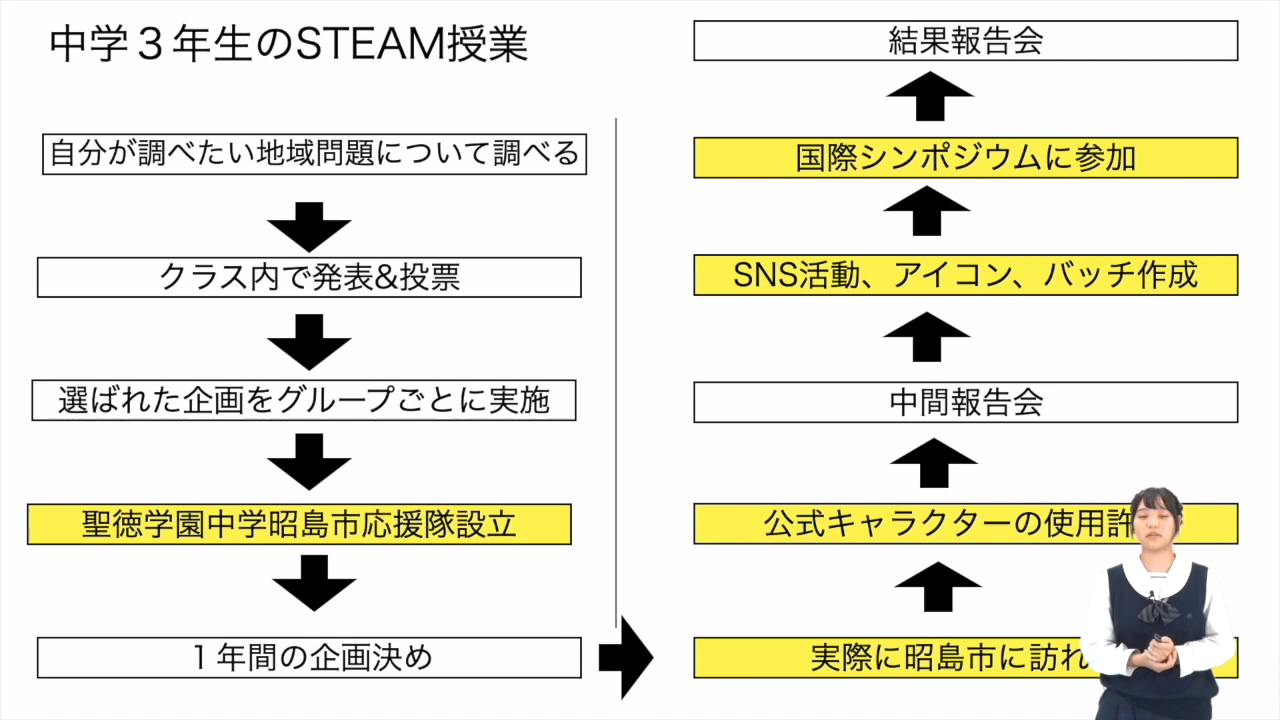 中学３年生のSTEAM授業
自分が調べたい地域問題について調べる
クラス内で発表&投票
選ばれた企画をグループごとに実施
聖徳学園中学昭島市応援隊設立
１年間の企画決め
実際に昭島市に訪れ
公式キャラクターの使用許
中間報告会
SNS活動、アイコン、バッチ作成
国際シンポジウムに参加
結果報告会